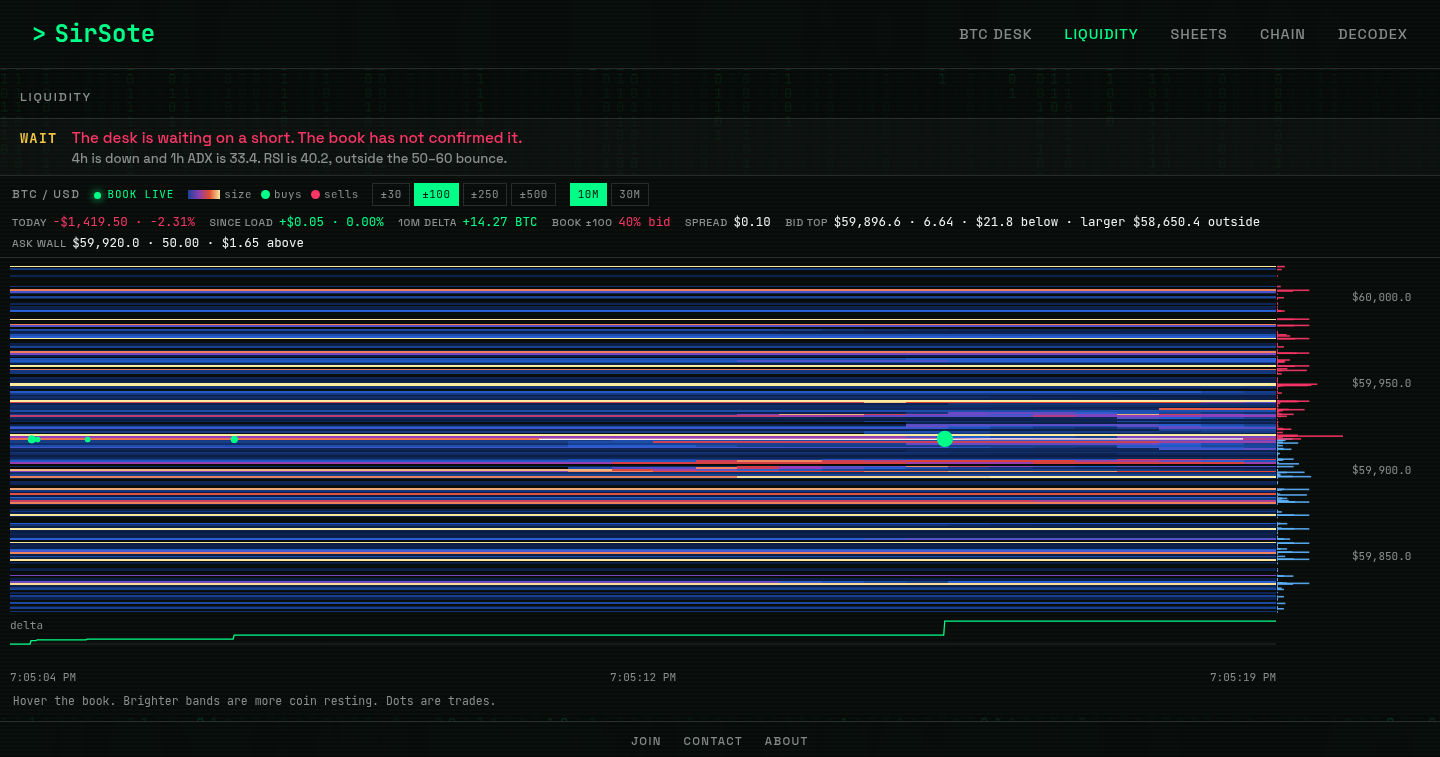 > SirSote
BTC DESK LIQUIDITY SHEETS CHAIN DECODEX
LIQUIDITY
WAIT The desk is waiting on a short. The book has not confirmed it.
4h is down and 1h ADX is 33.4. RSI is 40.2, outside the 50–60 bounce.
BTC / USD BOOK LIVE size buys sells ±30 ±100 ±250 ±500 10M 30M
TODAY -$1,419.50 · -2.31% SINCE LOAD +$0.05 · 0.00% 10M DELTA +14.27 BTC BOOK ±100 40% bid SPREAD $0.10 BID TOP $59,896.6 · 6.64 · $21.8 below · larger $58,650.4 outside
ASK WALL $59,920.0 · 50.00 · $1.65 above
$60,000.0
$59,950.0
$59,900.0
$59,850.0
delta
7:05:04 PM 7:05:12 PM 7:05:19 PM
Hover the book. Brighter bands are more coin resting. Dots are trades.
JOIN CONTACT ABOUT